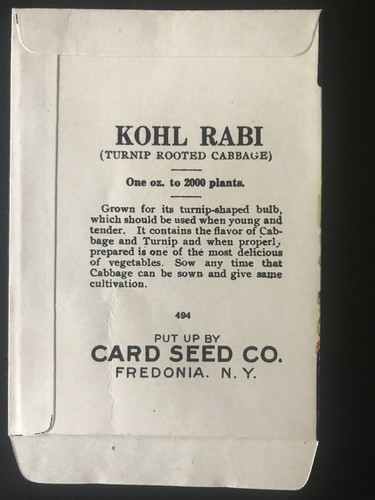 KOHL RABI
(TURNIP ROOTED CABBAGE)
One oz. to 2000 plants.
Grown for its turnip-shaped bulb,
which should be used when young and
tender. It contains the flavor of Cab-
bage and Turnip and when properly
prepared is one of the most delicious
of vegetables. Sow any time that
Cabbage can be sown and give same
cultivation.
494
PUT UP BY
CARD SEED CO.
FREDONIA. N. Y.